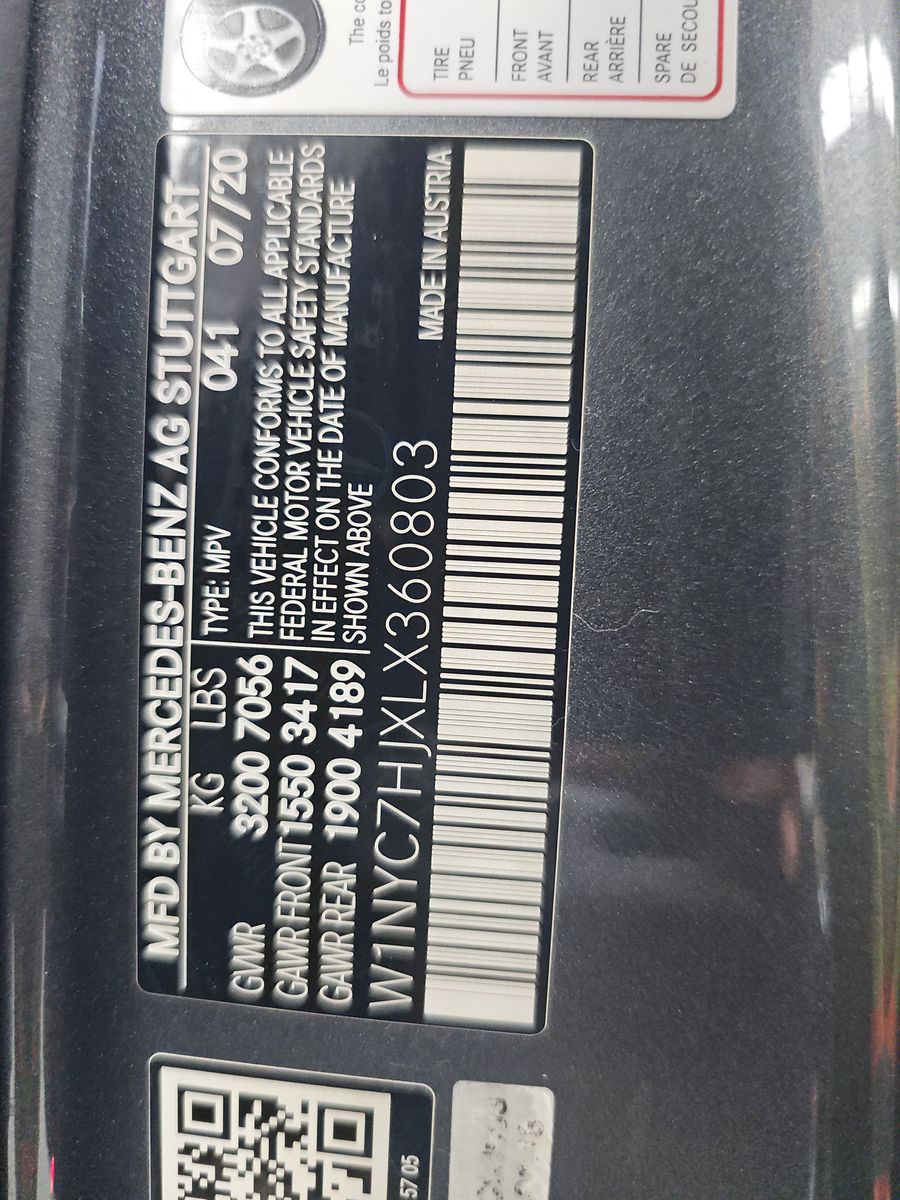 MFD BY MERCEDES-BENZ AG STUTTGART
KG LBS
GVWR 3200 7056
GAWR FRONT 1550 3417
GAWR REAR 1900 4189
TYPE: MPV 041 07/20
THIS VEHICLE CONFORMS TO ALL APPLICABLE
FEDERAL MOTOR VEHICLE SAFETY STANDARDS
IN EFFECT ON THE DATE OF MANUFACTURE
SHOWN ABOVE
MADE IN AUSTRIA
W1NYC7HJXLX360803
The co
Le poids to
TIRE
PNEU
FRONT
AVANT
REAR
ARRIÈRE
SPARE
DE SECOU
5705